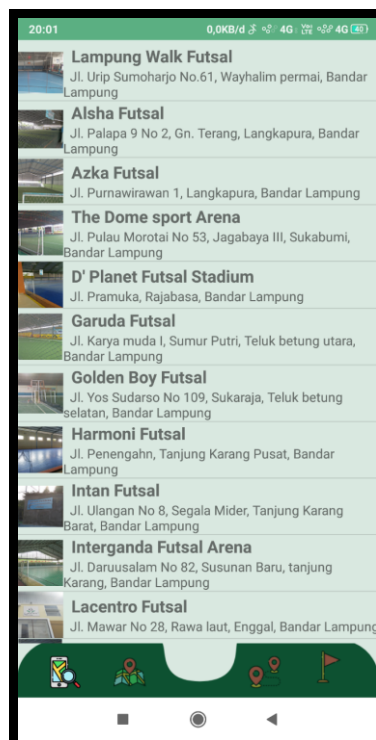 20:01
0,0KB/d 4G VoLTE 4G 40
Lampung Walk Futsal
Jl. Urip Sumoharjo No.61, Wayhalim permai, Bandar
Lampung
Alsha Futsal
Jl. Palapa 9 No 2, Gn. Terang, Langkapura, Bandar
Lampung
Azka Futsal
Jl. Purnawirawan 1, Langkapura, Bandar Lampung
The Dome sport Arena
Jl. Pulau Morotai No 53, Jagabaya III, Sukabumi,
Bandar Lampung
D' Planet Futsal Stadium
Jl. Pramuka, Rajabasa, Bandar Lampung
Garuda Futsal
Jl. Karya muda I, Sumur Putri, Teluk betung utara,
Bandar Lampung
Golden Boy Futsal
Jl. Yos Sudarso No 109, Sukaraja, Teluk betung
selatan, Bandar Lampung
Harmoni Futsal
Jl. Penengahn, Tanjung Karang Pusat, Bandar
Lampung
Intan Futsal
Jl. Ulangan No 8, Segala Mider, Tanjung Karang
Barat, Bandar Lampung
Interganda Futsal Arena
Jl. Daruusalam No 82, Susunan Baru, tanjung
Karang, Bandar Lampung
Lacentro Futsal
Jl. Mawar No 28, Rawa laut, Enggal, Bandar Lampung